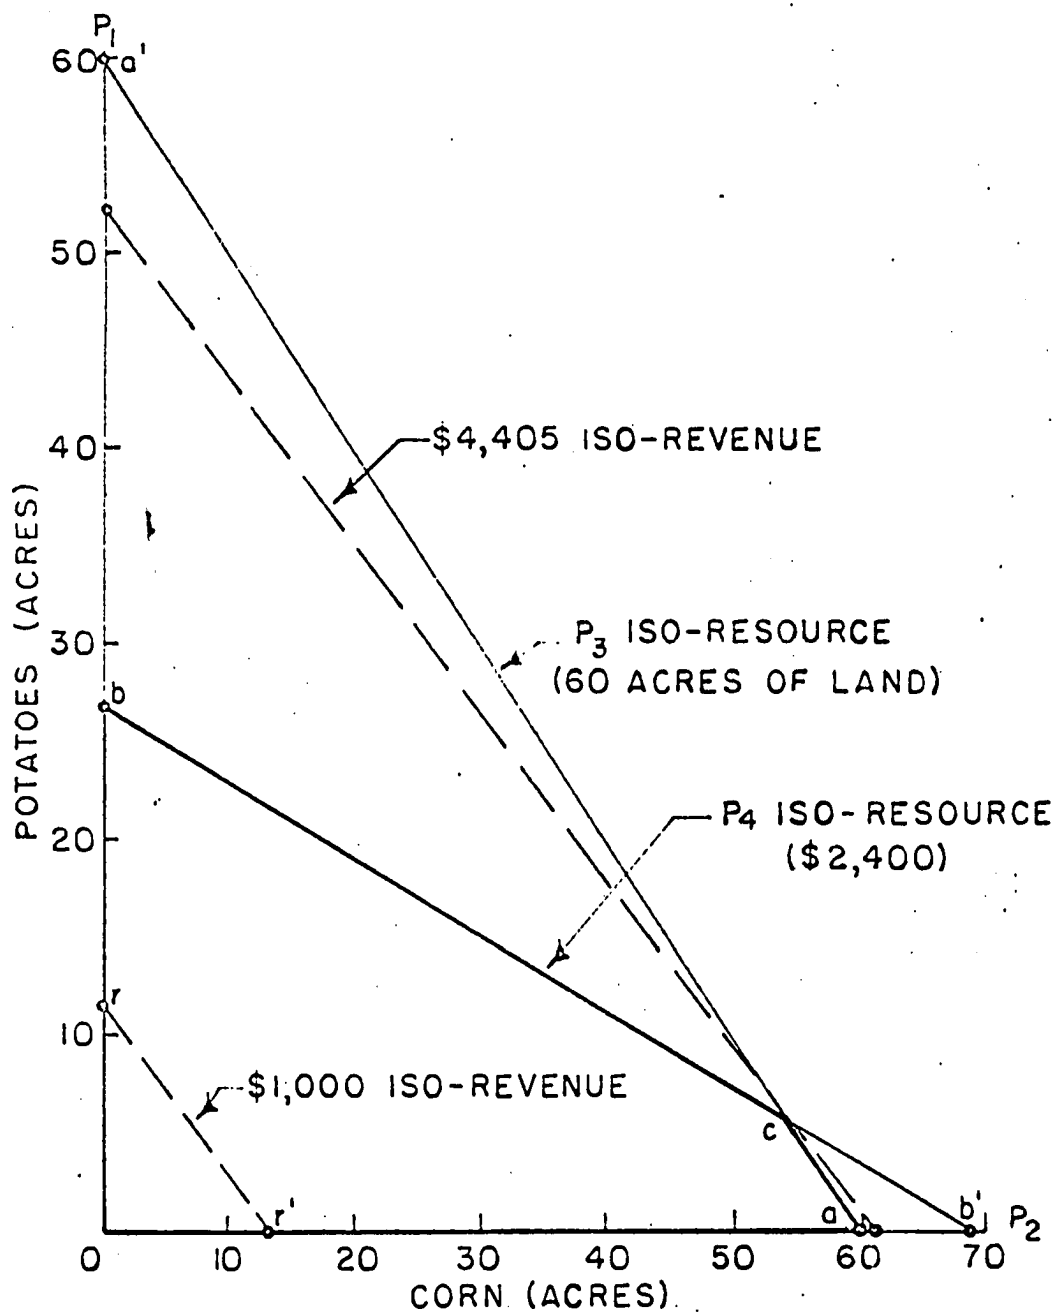 P1
60 a'
50
$4,405 ISO-REVENUE
40
P3 ISO-RESOURCE
(60 ACRES OF LAND)
30
b
P4 ISO-RESOURCE
($2,400)
20
POTATOES (ACRES)
r
10
$1,000 ISO-REVENUE
c
r'
a
b'
P2
0 10 20 30 40 50 60 70
CORN (ACRES)